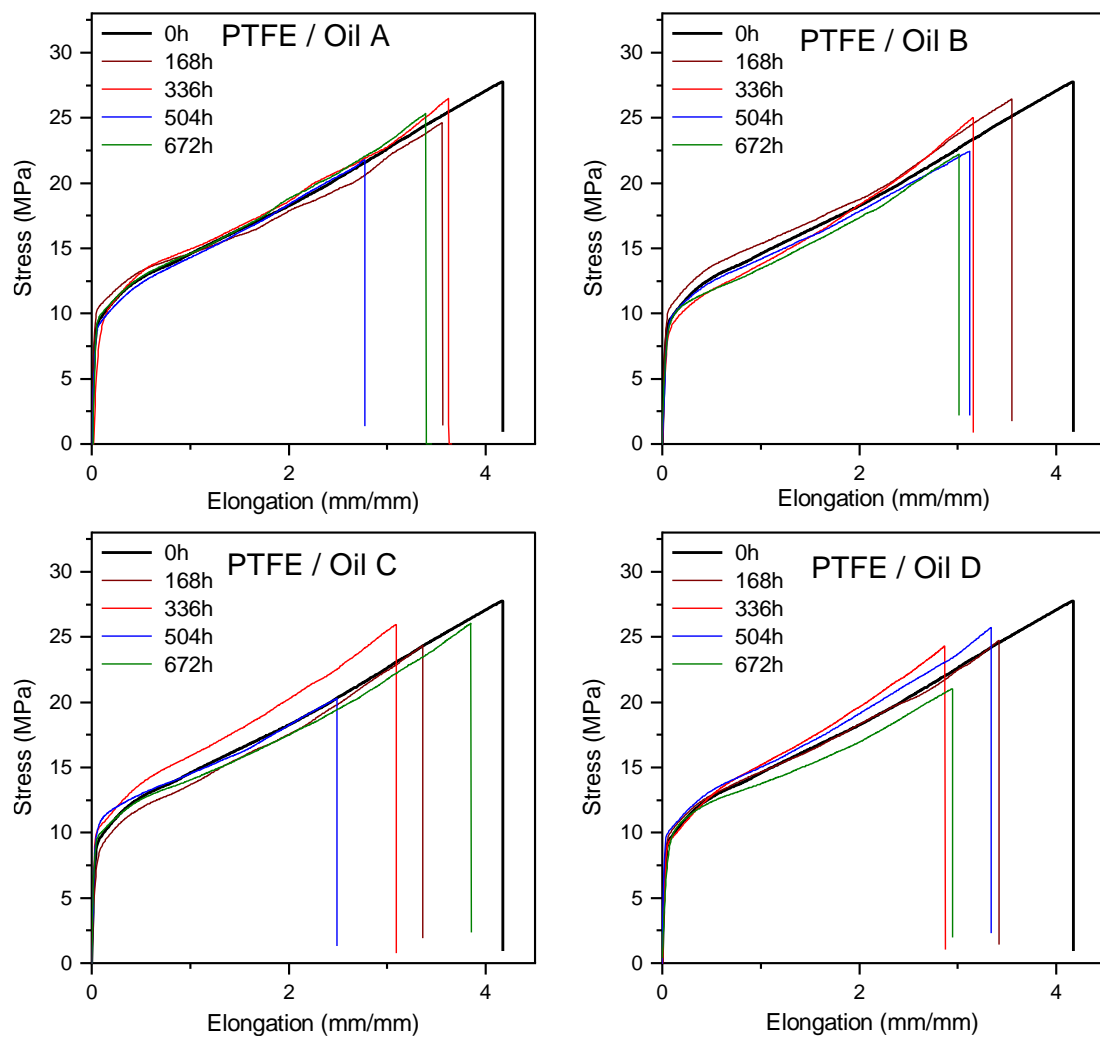 PTFE / Oil A
0h
168h
336h
504h
672h
30
25
20
15
10
5
0
Stress (MPa)
0
2
4
Elongation (mm/mm)
PTFE / Oil B
0h
168h
336h
504h
672h
30
25
20
15
10
5
0
Stress (MPa)
0
2
4
Elongation (mm/mm)
PTFE / Oil C
0h
168h
336h
504h
672h
30
25
20
15
10
5
0
Stress (MPa)
0
2
4
Elongation (mm/mm)
PTFE / Oil D
0h
168h
336h
504h
672h
30
25
20
15
10
5
0
Stress (MPa)
0
2
4
Elongation (mm/mm)